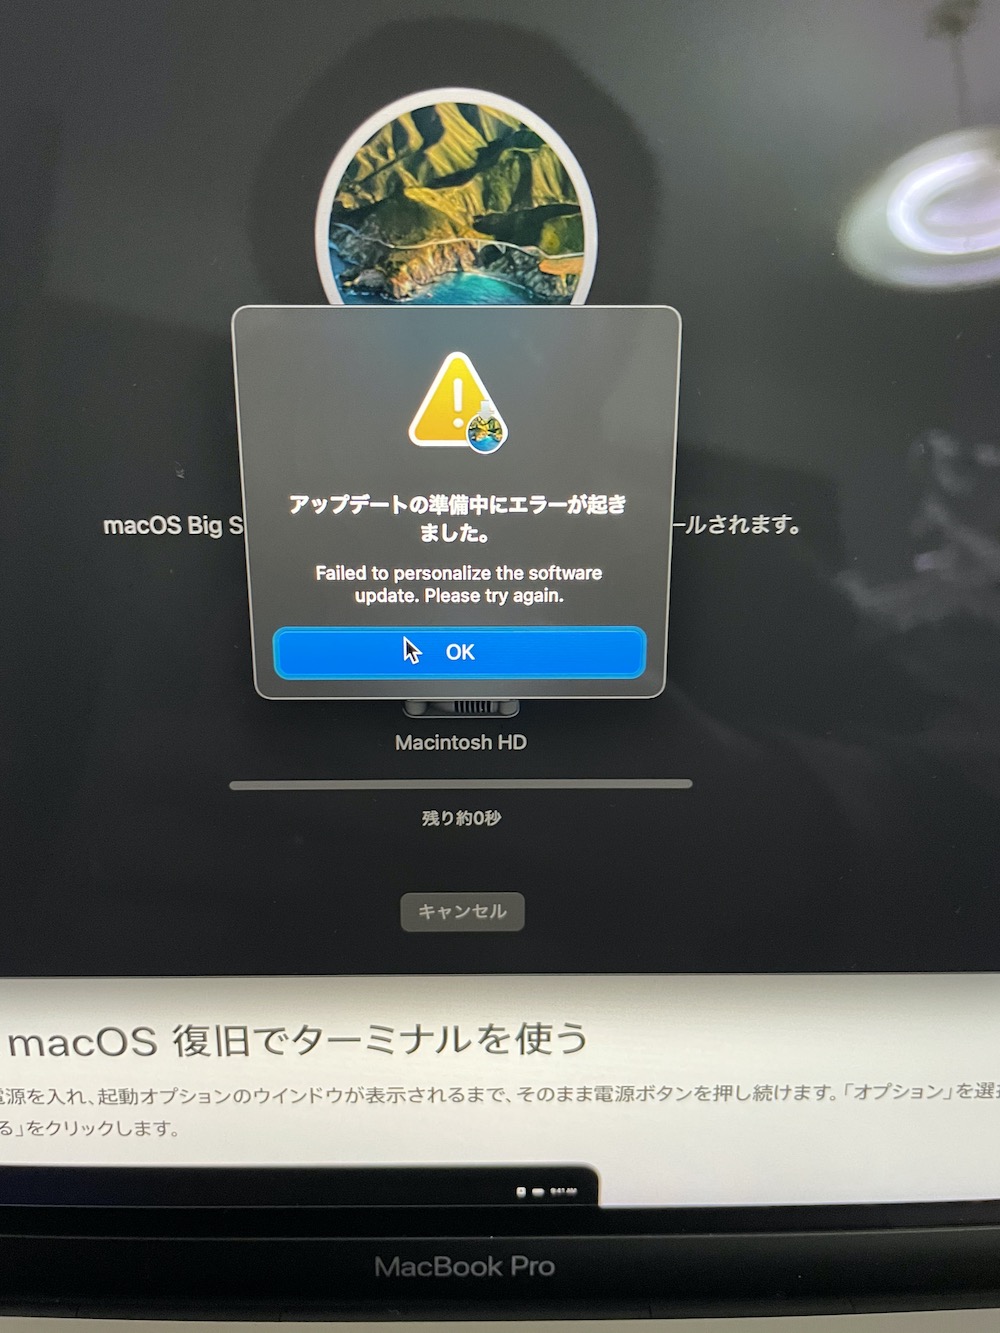 macOS Big S
ールされます。
アップデートの準備中にエラーが起き
ました。
Failed to personalize the software
update. Please try again.
OK
Macintosh HD
残り約0秒
キャンセル
macOS 復旧でターミナルを使う
源を入れ、起動オプションのウインドウが表示されるまで、そのまま電源ボタンを押し続けます。「オプション」を選
る」をクリックします。
9:41 AM
MacBook Pro